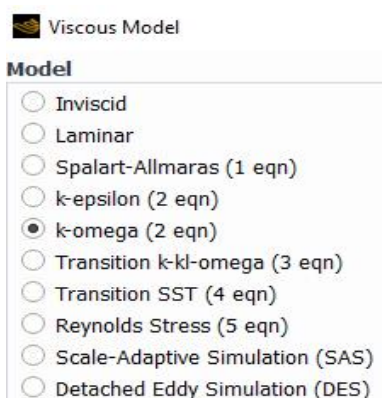 Viscous Model
Model
Inviscid
Laminar
Spalart-Allmaras (1 eqn)
k-epsilon (2 eqn)
k-omega (2 eqn)
Transition k-kl-omega (3 eqn)
Transition SST (4 eqn)
Reynolds Stress (5 eqn)
Scale-Adaptive Simulation (SAS)
Detached Eddy Simulation (DES)